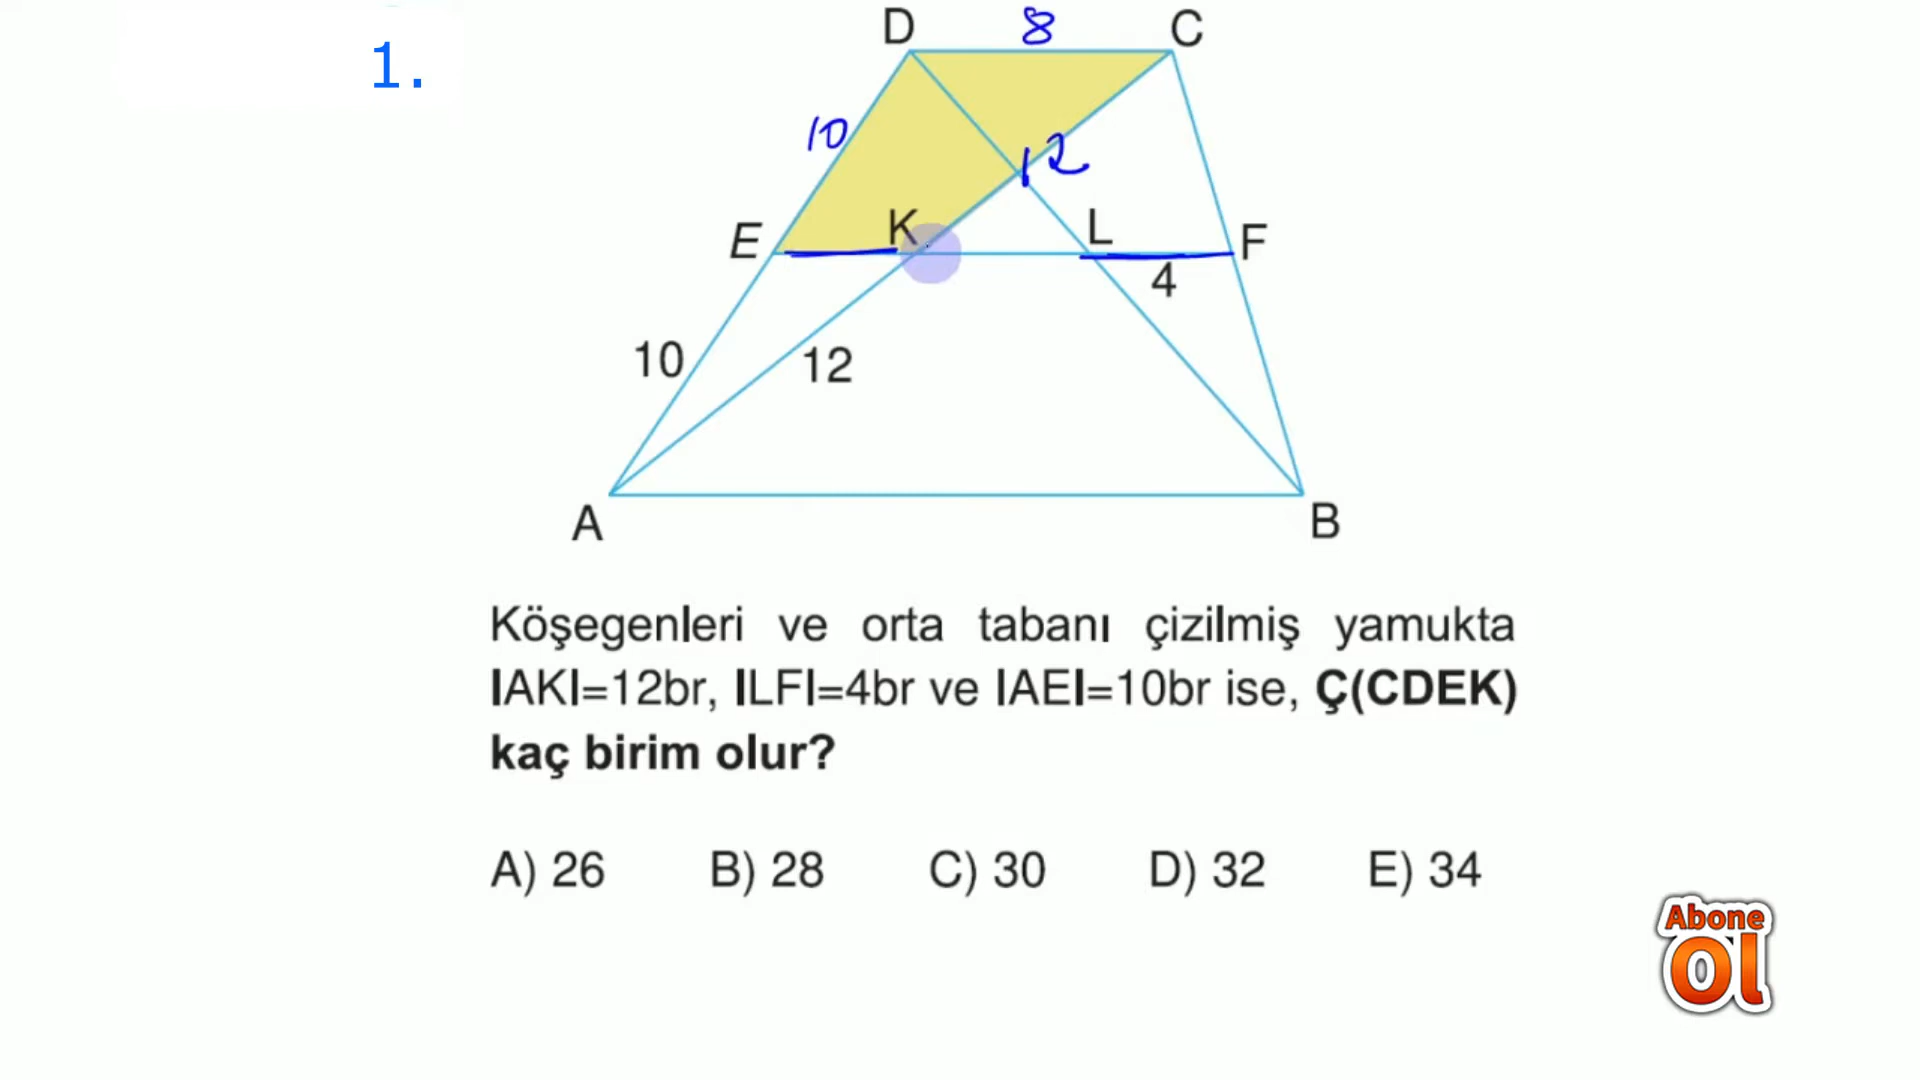 D 8 C
1.
10
12
E K L F
4
10
12
A B
Köşegenleri ve orta tabanı çizilmiş yamukta
IAKI=12br, ILFI=4br ve IAEI=10br ise, Ç(CDEK)
kaç birim olur?
A) 26 B) 28 C) 30 D) 32 E) 34
Abone
Ol